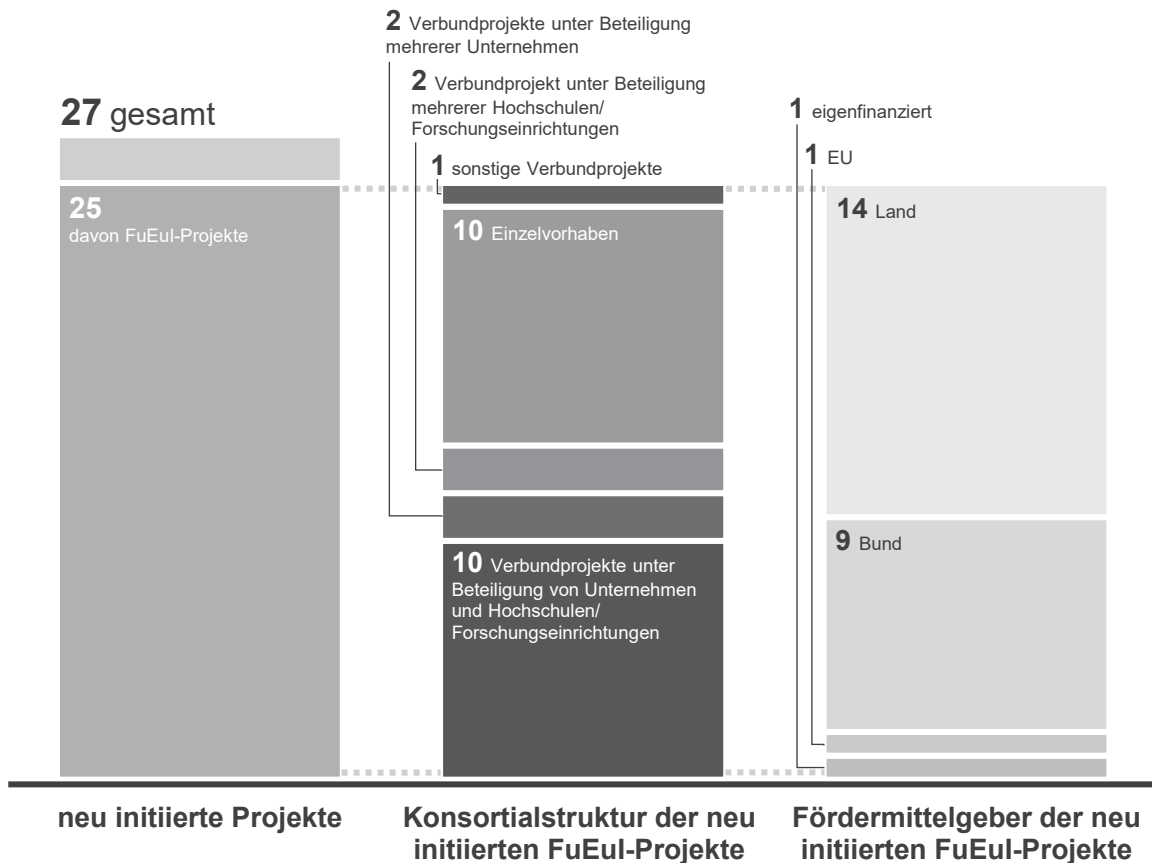 27 gesamt
25
davon FuEuI-Projekte
2 Verbundprojekte unter Beteiligung
mehrerer Unternehmen
2 Verbundprojekt unter Beteiligung
mehrerer Hochschulen/
Forschungseinrichtungen
1 sonstige Verbundprojekte
10 Einzelvorhaben
10 Verbundprojekte unter
Beteiligung von Unternehmen
und Hochschulen/
Forschungseinrichtungen
1 eigenfinanziert
1 EU
14 Land
9 Bund
neu initiierte Projekte
Konsortialstruktur der neu
initiierten FuEuI-Projekte
Fördermittelgeber der neu
initiierten FuEuI-Projekte